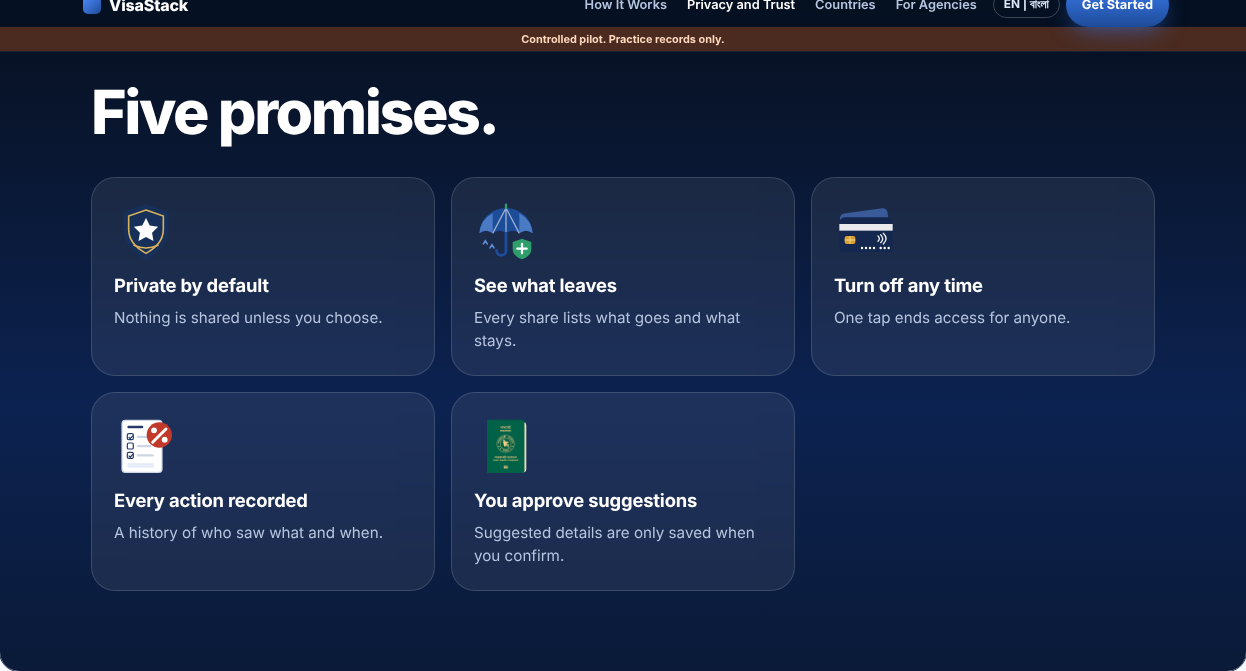 VisaStack
How It Works
Privacy and Trust
Countries
For Agencies
EN | বাংলা
Get Started
Controlled pilot. Practice records only.
Five promises.
Private by default
Nothing is shared unless you choose.
See what leaves
Every share lists what goes and what
stays.
Turn off any time
One tap ends access for anyone.
Every action recorded
A history of who saw what and when.
You approve suggestions
Suggested details are only saved when
you confirm.